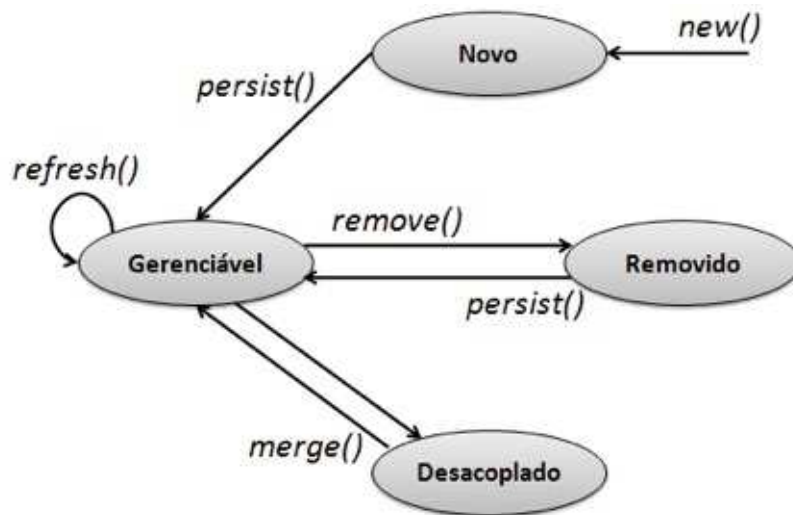 new()
Novo
persist()
refresh()
remove()
Gerenciável
Removido
persist()
merge()
Desacoplado